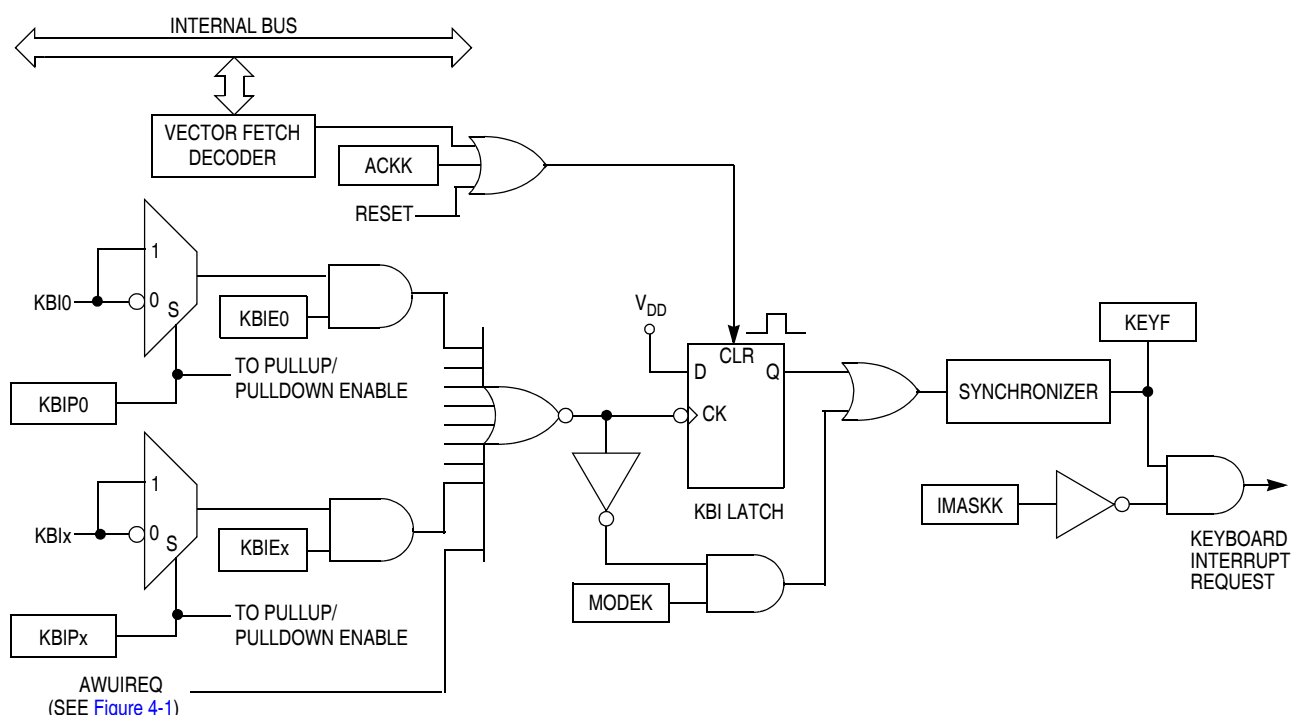 INTERNAL BUS
VECTOR FETCH
DECODER
ACKK
RESET
1
KBI0
0
S
KBIE0
TO PULLUP/
PULLDOWN ENABLE
KBIP0
VDD
CLR
D
Q
CK
KBI LATCH
KEYF
SYNCHRONIZER
IMASKK
KEYBOARD
INTERRUPT
REQUEST
1
KBIx
0
S
KBIEx
MODEK
TO PULLUP/
PULLDOWN ENABLE
KBIPx
AWUIREQ
(SEE Figure 4-1)